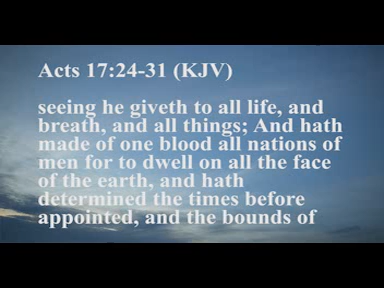 Acts 17:24-31 (KJV)
seeing he giveth to all life, and
breath, and all things; And hath
made of one blood all nations of
men for to dwell on all the face
of the earth, and hath
determined the times before
appointed, and the bounds of